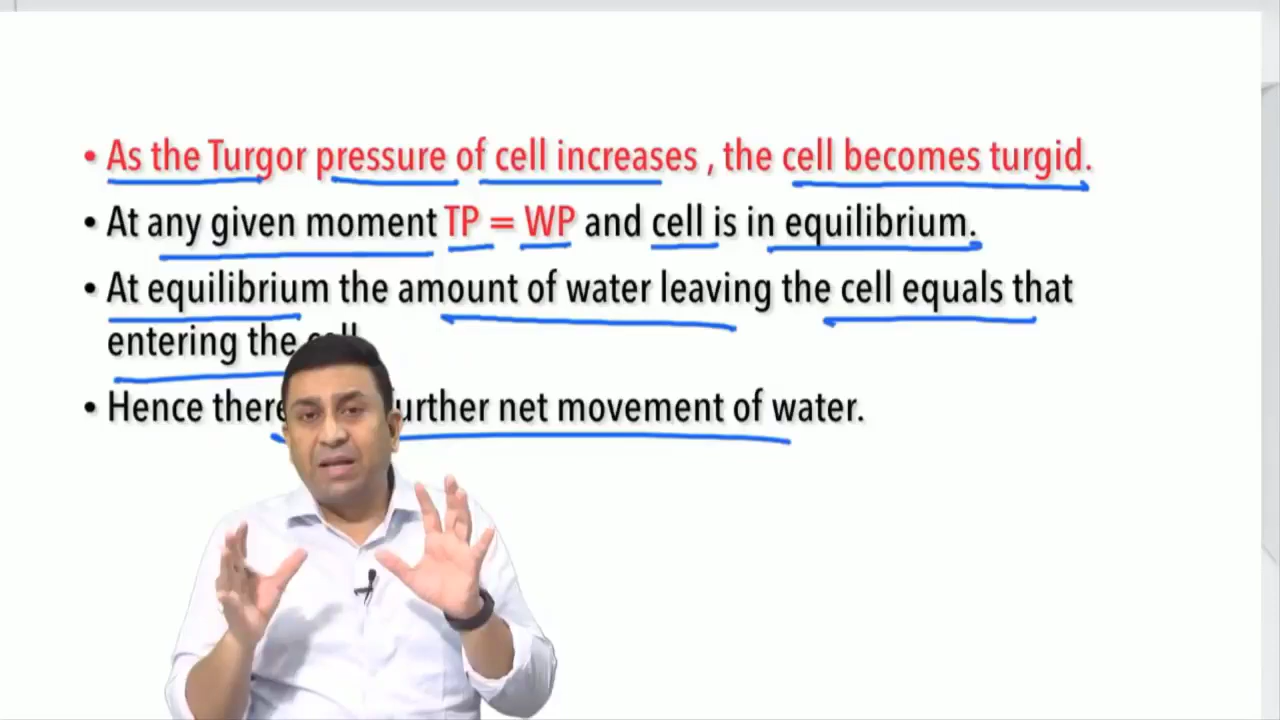 • As the Turgor pressure of cell increases , the cell becomes turgid.
• At any given moment TP = WP and cell is in equilibrium.
• At equilibrium the amount of water leaving the cell equals that
entering the
• Hence further net movement of water.